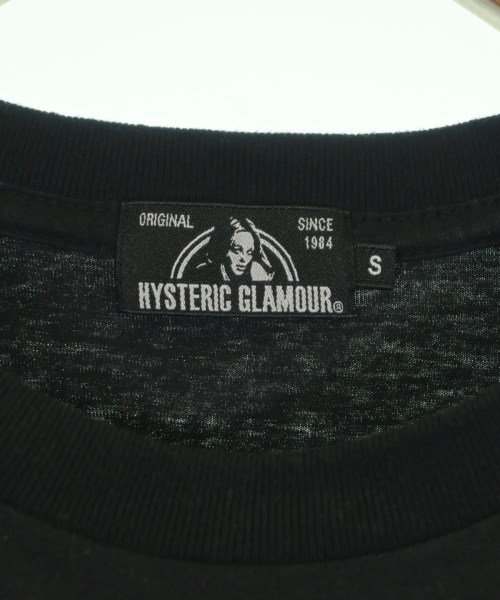 ORIGINAL
SINCE
1984
HYSTERIC GLAMOUR®
S